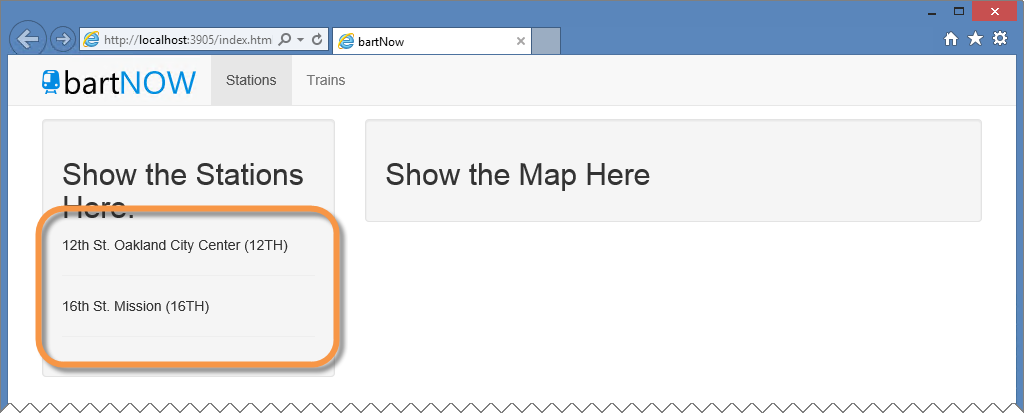 http://localhost:3905/index.htm
bartNow
bartNOW
Stations
Trains
Show the Stations
Here.
Show the Map Here
12th St. Oakland City Center (12TH)
16th St. Mission (16TH)